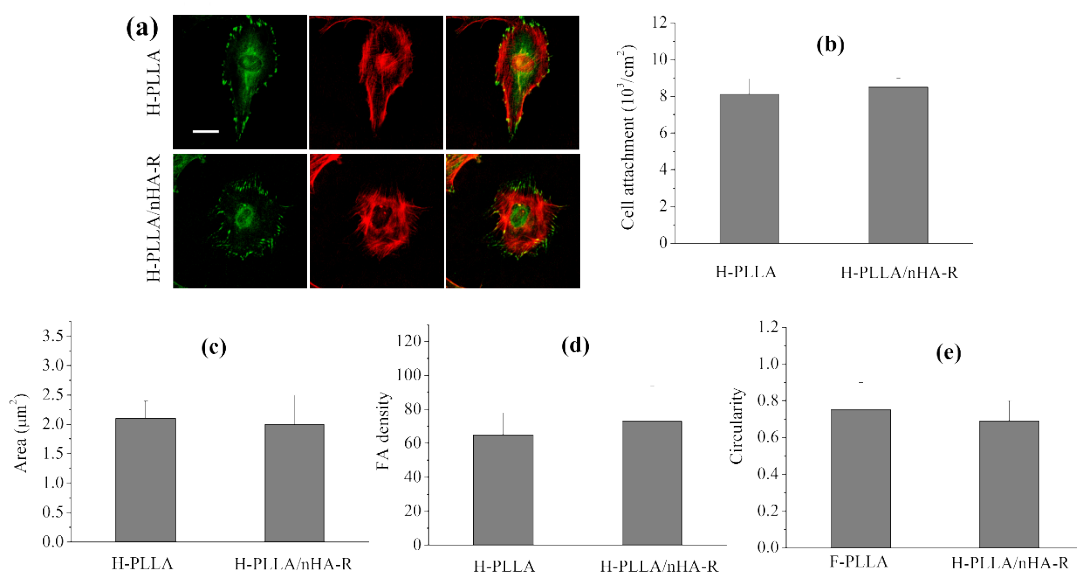 (a)
H-PLLA
H-PLLA/nHA-R
(b)
Cell attachment (10³/cm²)
10
8
6
4
2
0
H-PLLA
H-PLLA/nHA-R
(c)
Area (μm²)
3.5
3.0
2.5
2.0
1.5
1.0
0.5
0.0
H-PLLA
H-PLLA/nHA-R
(d)
FA density
120
100
80
60
40
20
0
H-PLLA
H-PLLA/nHA-R
(e)
Circularity
1.2
1.0
0.8
0.6
0.4
0.2
0.0
F-PLLA
H-PLLA/nHA-R